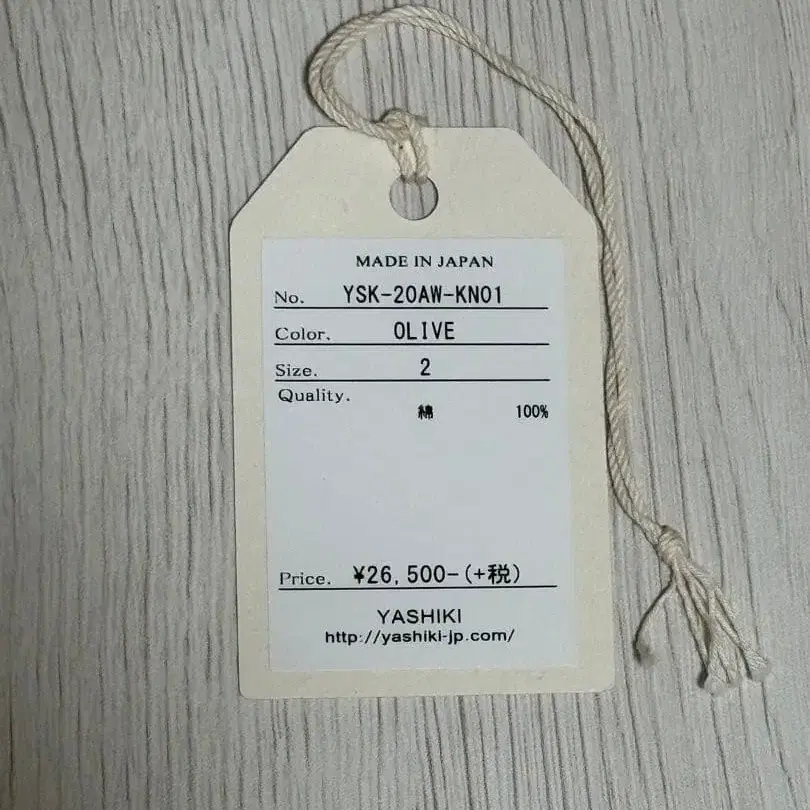 MADE IN JAPAN
No. YSK-20AW-KN01
Color. OLIVE
Size. 2
Quality.
綿 100%
Price. ¥26,500-(+税)
YASHIKI
http://yashiki-jp.com/